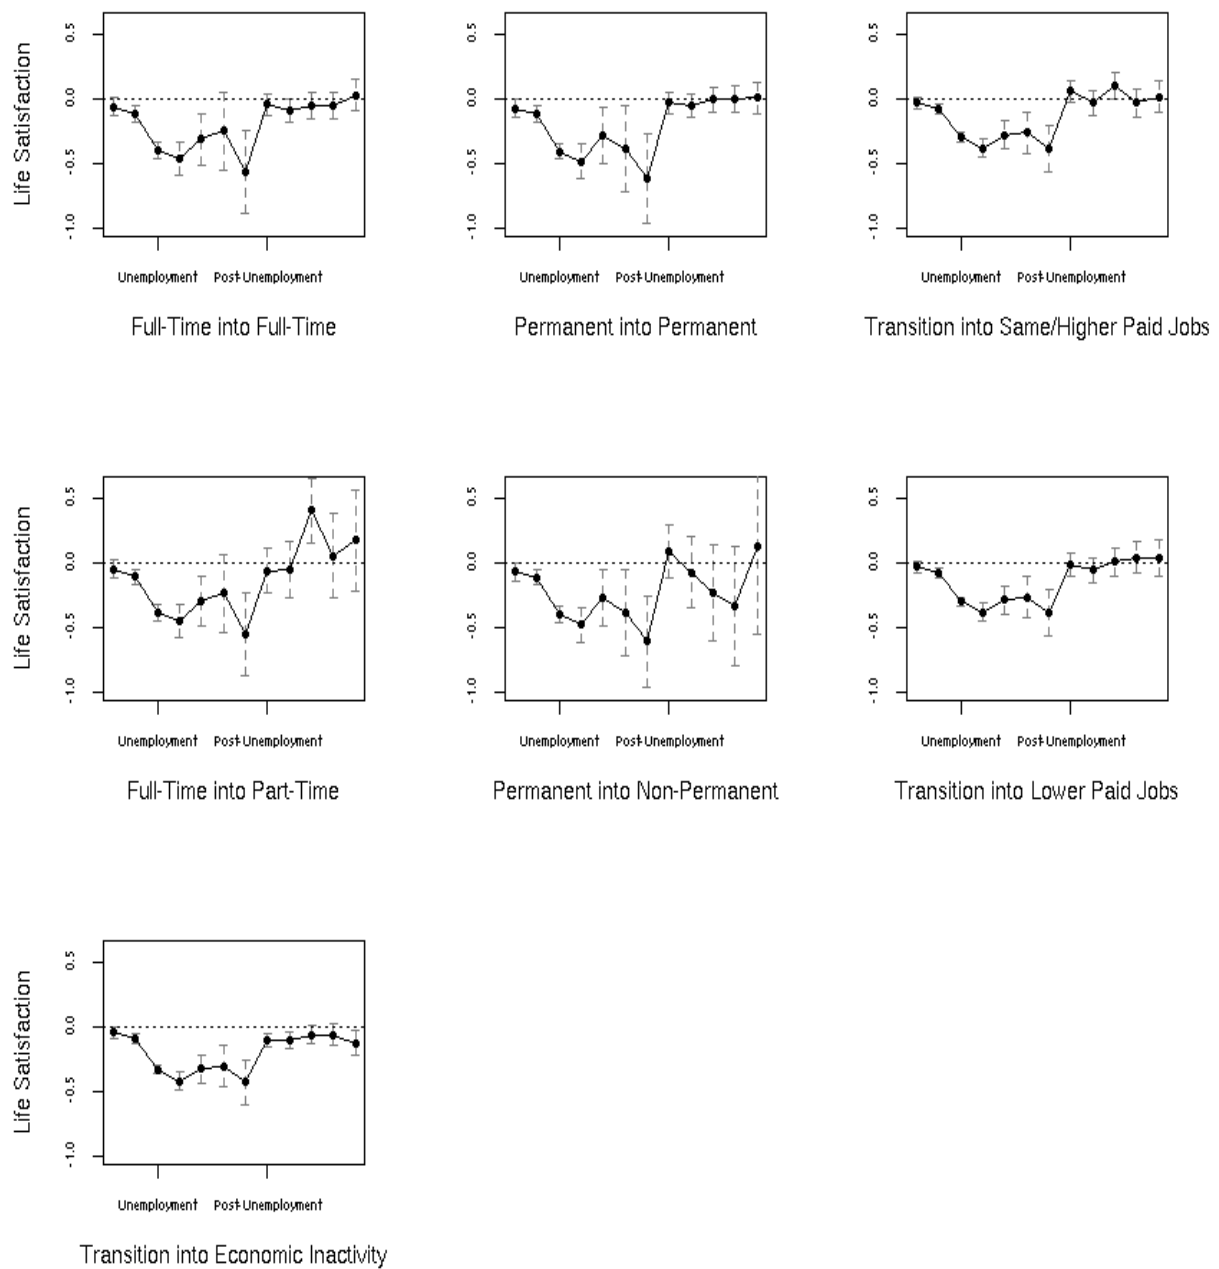 Life Satisfaction
0.5
0.0
-0.5
-1.0
Unemployment Post-Unemployment
Full-Time into Full-Time
0.5
0.0
-0.5
-1.0
Unemployment Post-Unemployment
Permanent into Permanent
0.5
0.0
-0.5
-1.0
Unemployment Post-Unemployment
Transition into Same/Higher Paid Jobs
Life Satisfaction
0.5
0.0
-0.5
-1.0
Unemployment Post-Unemployment
Full-Time into Part-Time
0.5
0.0
-0.5
-1.0
Unemployment Post-Unemployment
Permanent into Non-Permanent
0.5
0.0
-0.5
-1.0
Unemployment Post-Unemployment
Transition into Lower Paid Jobs
Life Satisfaction
0.5
0.0
-0.5
-1.0
Unemployment Post-Unemployment
Transition into Economic Inactivity